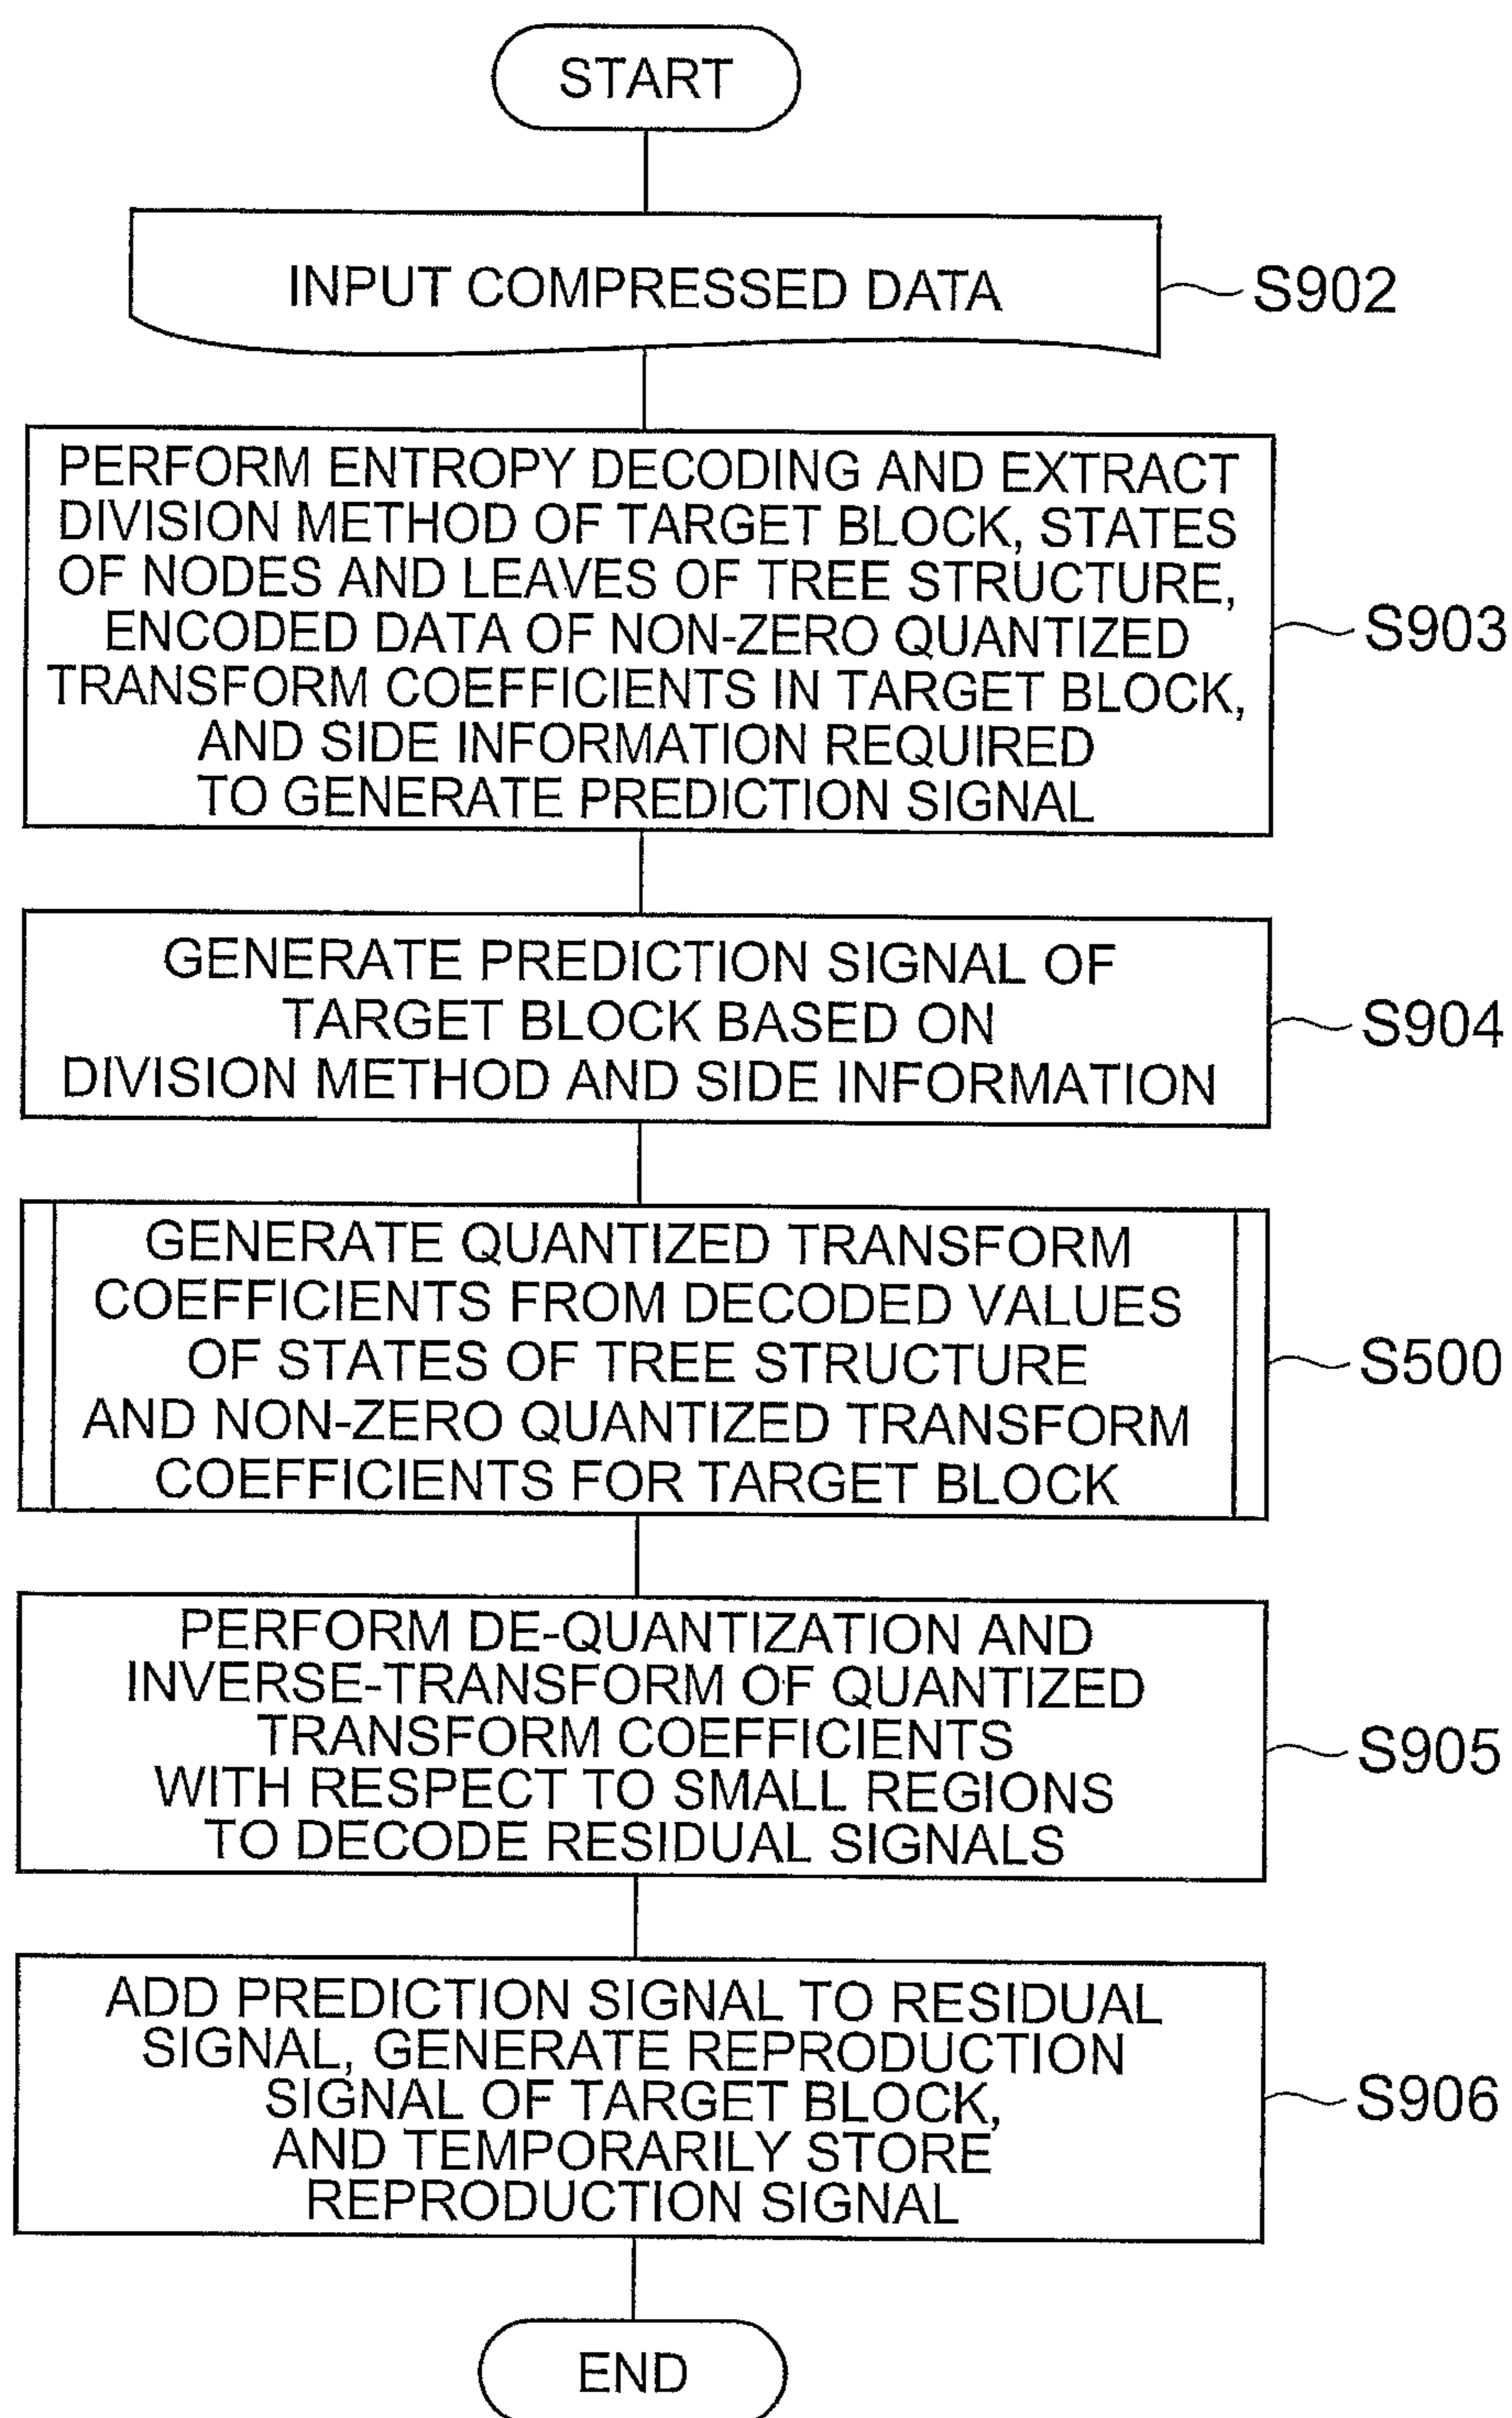 START
INPUT COMPRESSED DATA
S902
PERFORM ENTROPY DECODING AND EXTRACT
DIVISION METHOD OF TARGET BLOCK, STATES
OF NODES AND LEAVES OF TREE STRUCTURE,
ENCODED DATA OF NON-ZERO QUANTIZED
TRANSFORM COEFFICIENTS IN TARGET BLOCK,
AND SIDE INFORMATION REQUIRED
TO GENERATE PREDICTION SIGNAL
S903
GENERATE PREDICTION SIGNAL OF
TARGET BLOCK BASED ON
DIVISION METHOD AND SIDE INFORMATION
S904
GENERATE QUANTIZED TRANSFORM
COEFFICIENTS FROM DECODED VALUES
OF STATES OF TREE STRUCTURE
AND NON-ZERO QUANTIZED TRANSFORM
COEFFICIENTS FOR TARGET BLOCK
S500
PERFORM DE-QUANTIZATION AND
INVERSE-TRANSFORM OF QUANTIZED
TRANSFORM COEFFICIENTS
WITH RESPECT TO SMALL REGIONS
TO DECODE RESIDUAL SIGNALS
S905
ADD PREDICTION SIGNAL TO RESIDUAL
SIGNAL, GENERATE REPRODUCTION
SIGNAL OF TARGET BLOCK,
AND TEMPORARILY STORE
REPRODUCTION SIGNAL
S906
END